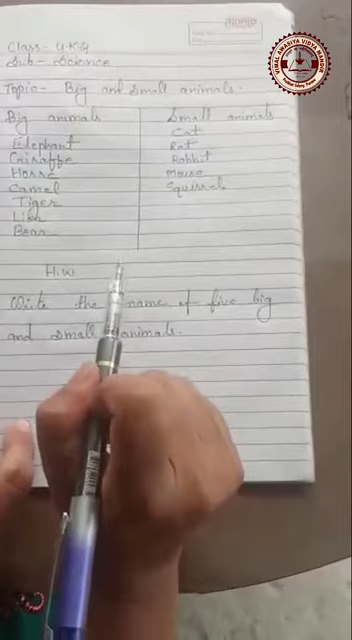 Class - U.K.G
Sub - Science
Topic - Big and Small animals.
Big animals
Elephant
Giraffe
Horse
Camel
Tiger
Lion
Bear
Small animals
Cat
Rat
Rabbit
Mouse
Squirrel
H.W
Write the name of five big
and small animals.